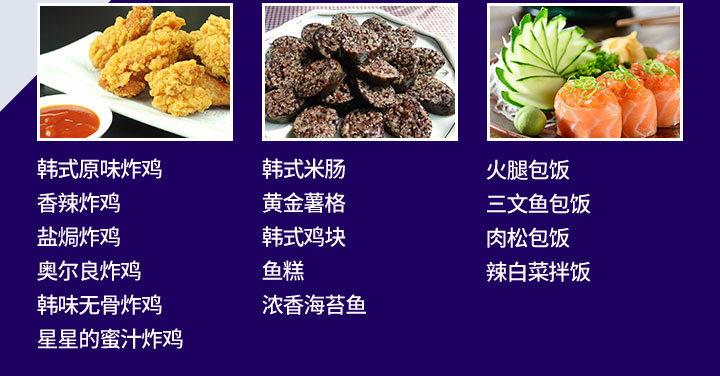 韩式原味炸鸡
香辣炸鸡
盐焗炸鸡
奥尔良炸鸡
韩味无骨炸鸡
星星的蜜汁炸鸡
韩式米肠
黄金薯格
韩式鸡块
鱼糕
浓香海苔鱼
火腿包饭
三文鱼包饭
肉松包饭
辣白菜拌饭